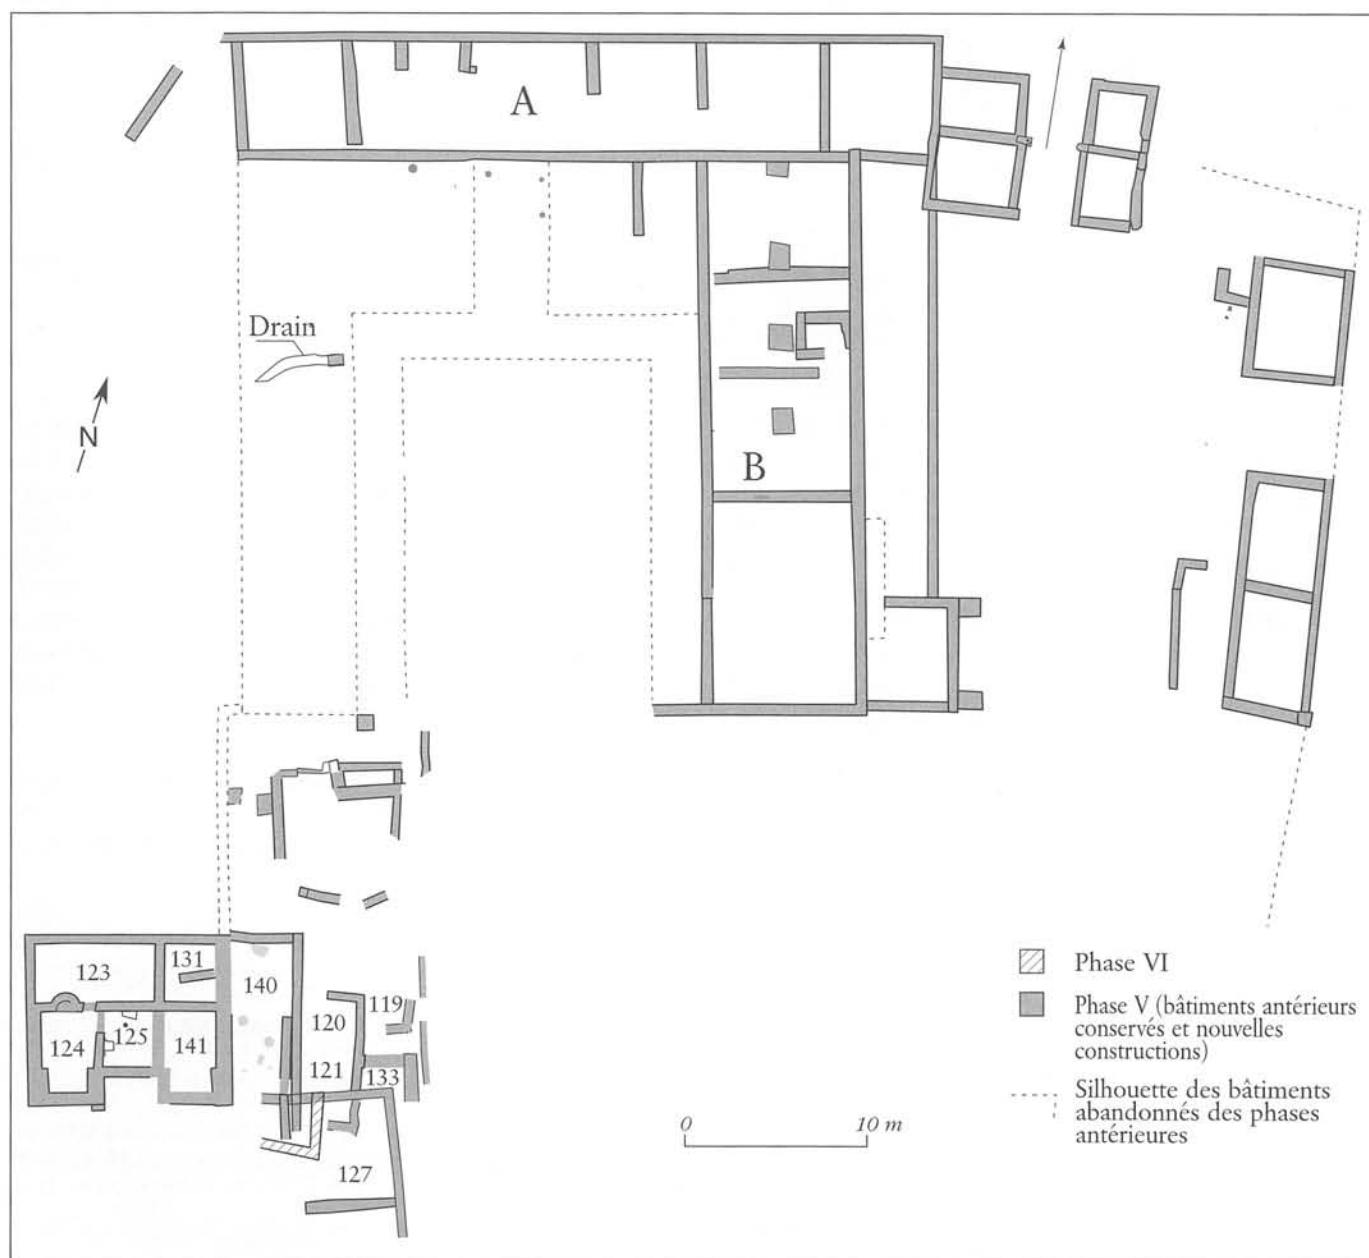 A
Drain
N
B
123
131
140
119
120
124
125
141
121
133
127
Phase VI
Phase V (bâtiments antérieurs
conservés et nouvelles
constructions)
Silhouette des bâtiments
abandonnés des phases
antérieures
0
10 m